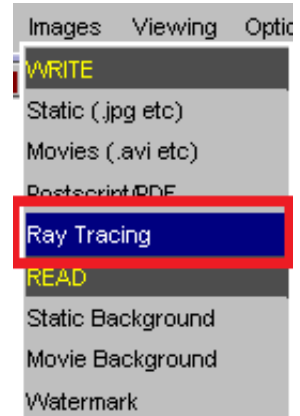 Images Viewing Optio
WRITE
Static (.jpg etc)
Movies (.avi etc)
Postscript/PDF
Ray Tracing
READ
Static Background
Movie Background
Watermark